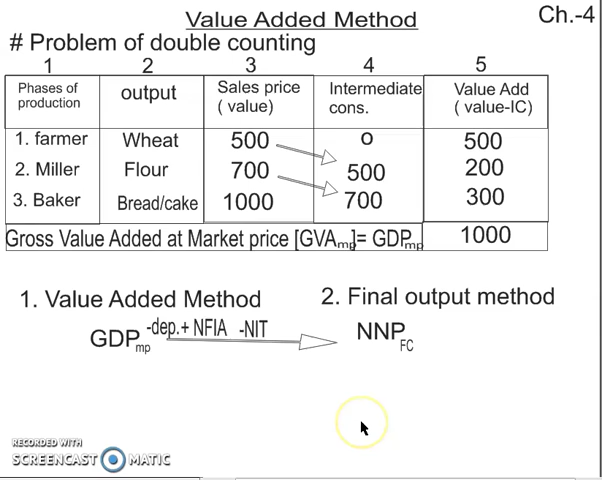 Value Added Method
Ch.-4
# Problem of double counting
1 2 3 4 5
Phases of production output Sales price ( value) Intermediate cons. Value Add ( value-IC)
1. farmer Wheat 500 0 500
2. Miller Flour 700 500 200
3. Baker Bread/cake 1000 700 300
Gross Value Added at Market price [GVAmp]= GDPmp 1000
1. Value Added Method 2. Final output method
GDPmp -dep.+ NFIA -NIT NNPFC
RECORDED WITH
SCREENCAST MATIC